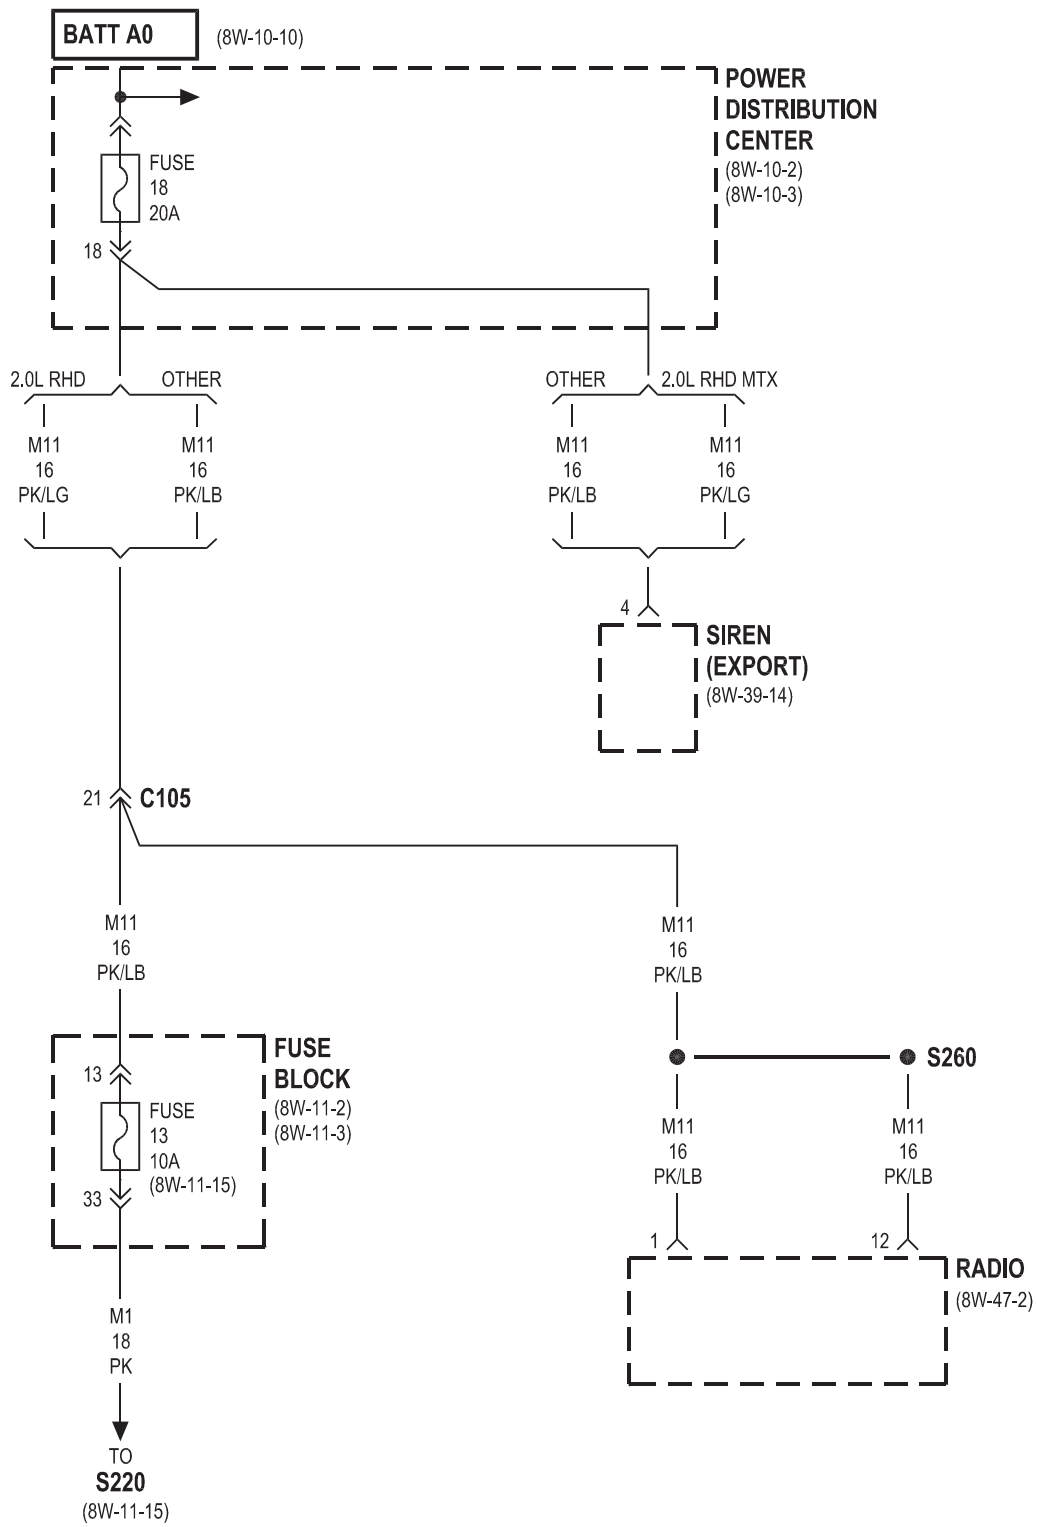 BATT A0
(8W-10-10)
POWER
DISTRIBUTION
CENTER
(8W-10-2)
(8W-10-3)
FUSE
18
20A
18
2.0L RHD
OTHER
OTHER
2.0L RHD MTX
M11
16
PK/LG
M11
16
PK/LB
M11
16
PK/LB
M11
16
PK/LG
4
SIREN
(EXPORT)
(8W-39-14)
21
C105
M11
16
PK/LB
M11
16
PK/LB
FUSE
BLOCK
(8W-11-2)
(8W-11-3)
13
FUSE
13
10A
(8W-11-15)
33
S260
M11
16
PK/LB
M11
16
PK/LB
1
12
RADIO
(8W-47-2)
M1
18
PK
TO
S220
(8W-11-15)